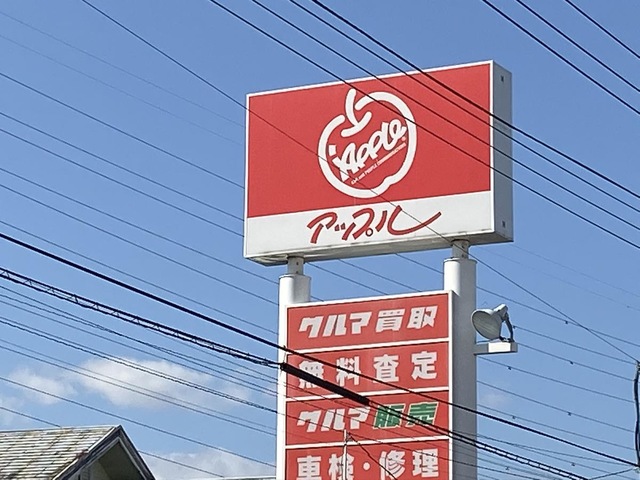 Apple
アップル
クルマ買取
無料査定
クルマ販売
車検・修理